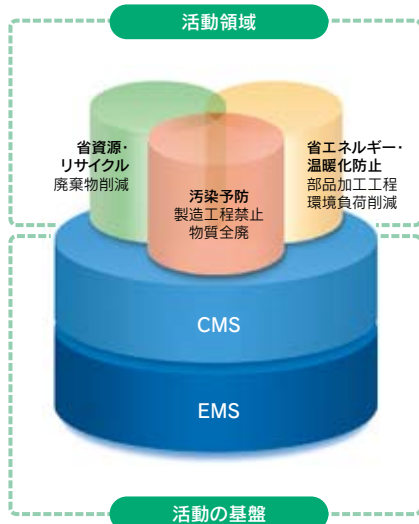 活動領域
省資源・
リサイクル
廃棄物削減
汚染予防
製造工程禁止
物質全廃
省エネルギー・
温暖化防止
部品加工工程
環境負荷削減
CMS
EMS
活動の基盤